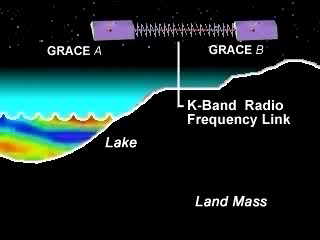 GRACE A
GRACE B
K-Band Radio
Frequency Link
Lake
Land Mass